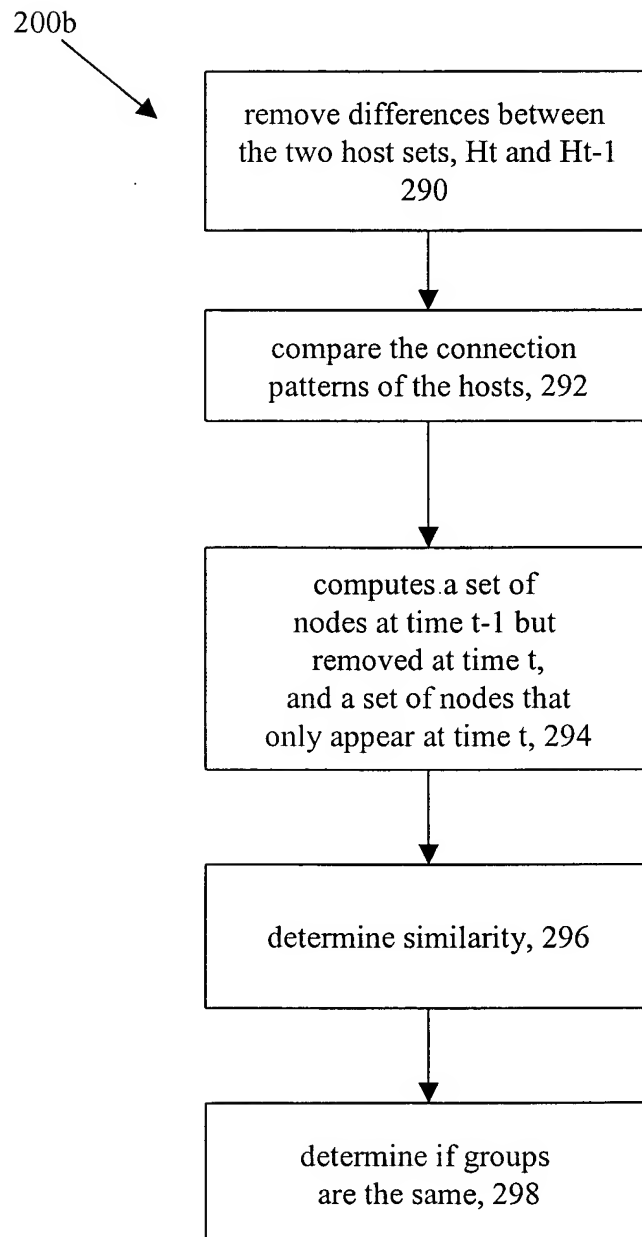 200b
remove differences between
the two host sets, Ht and Ht-1
290
compare the connection
patterns of the hosts, 292
computes a set of
nodes at time t-1 but
removed at time t,
and a set of nodes that
only appear at time t, 294
determine similarity, 296
determine if groups
are the same, 298